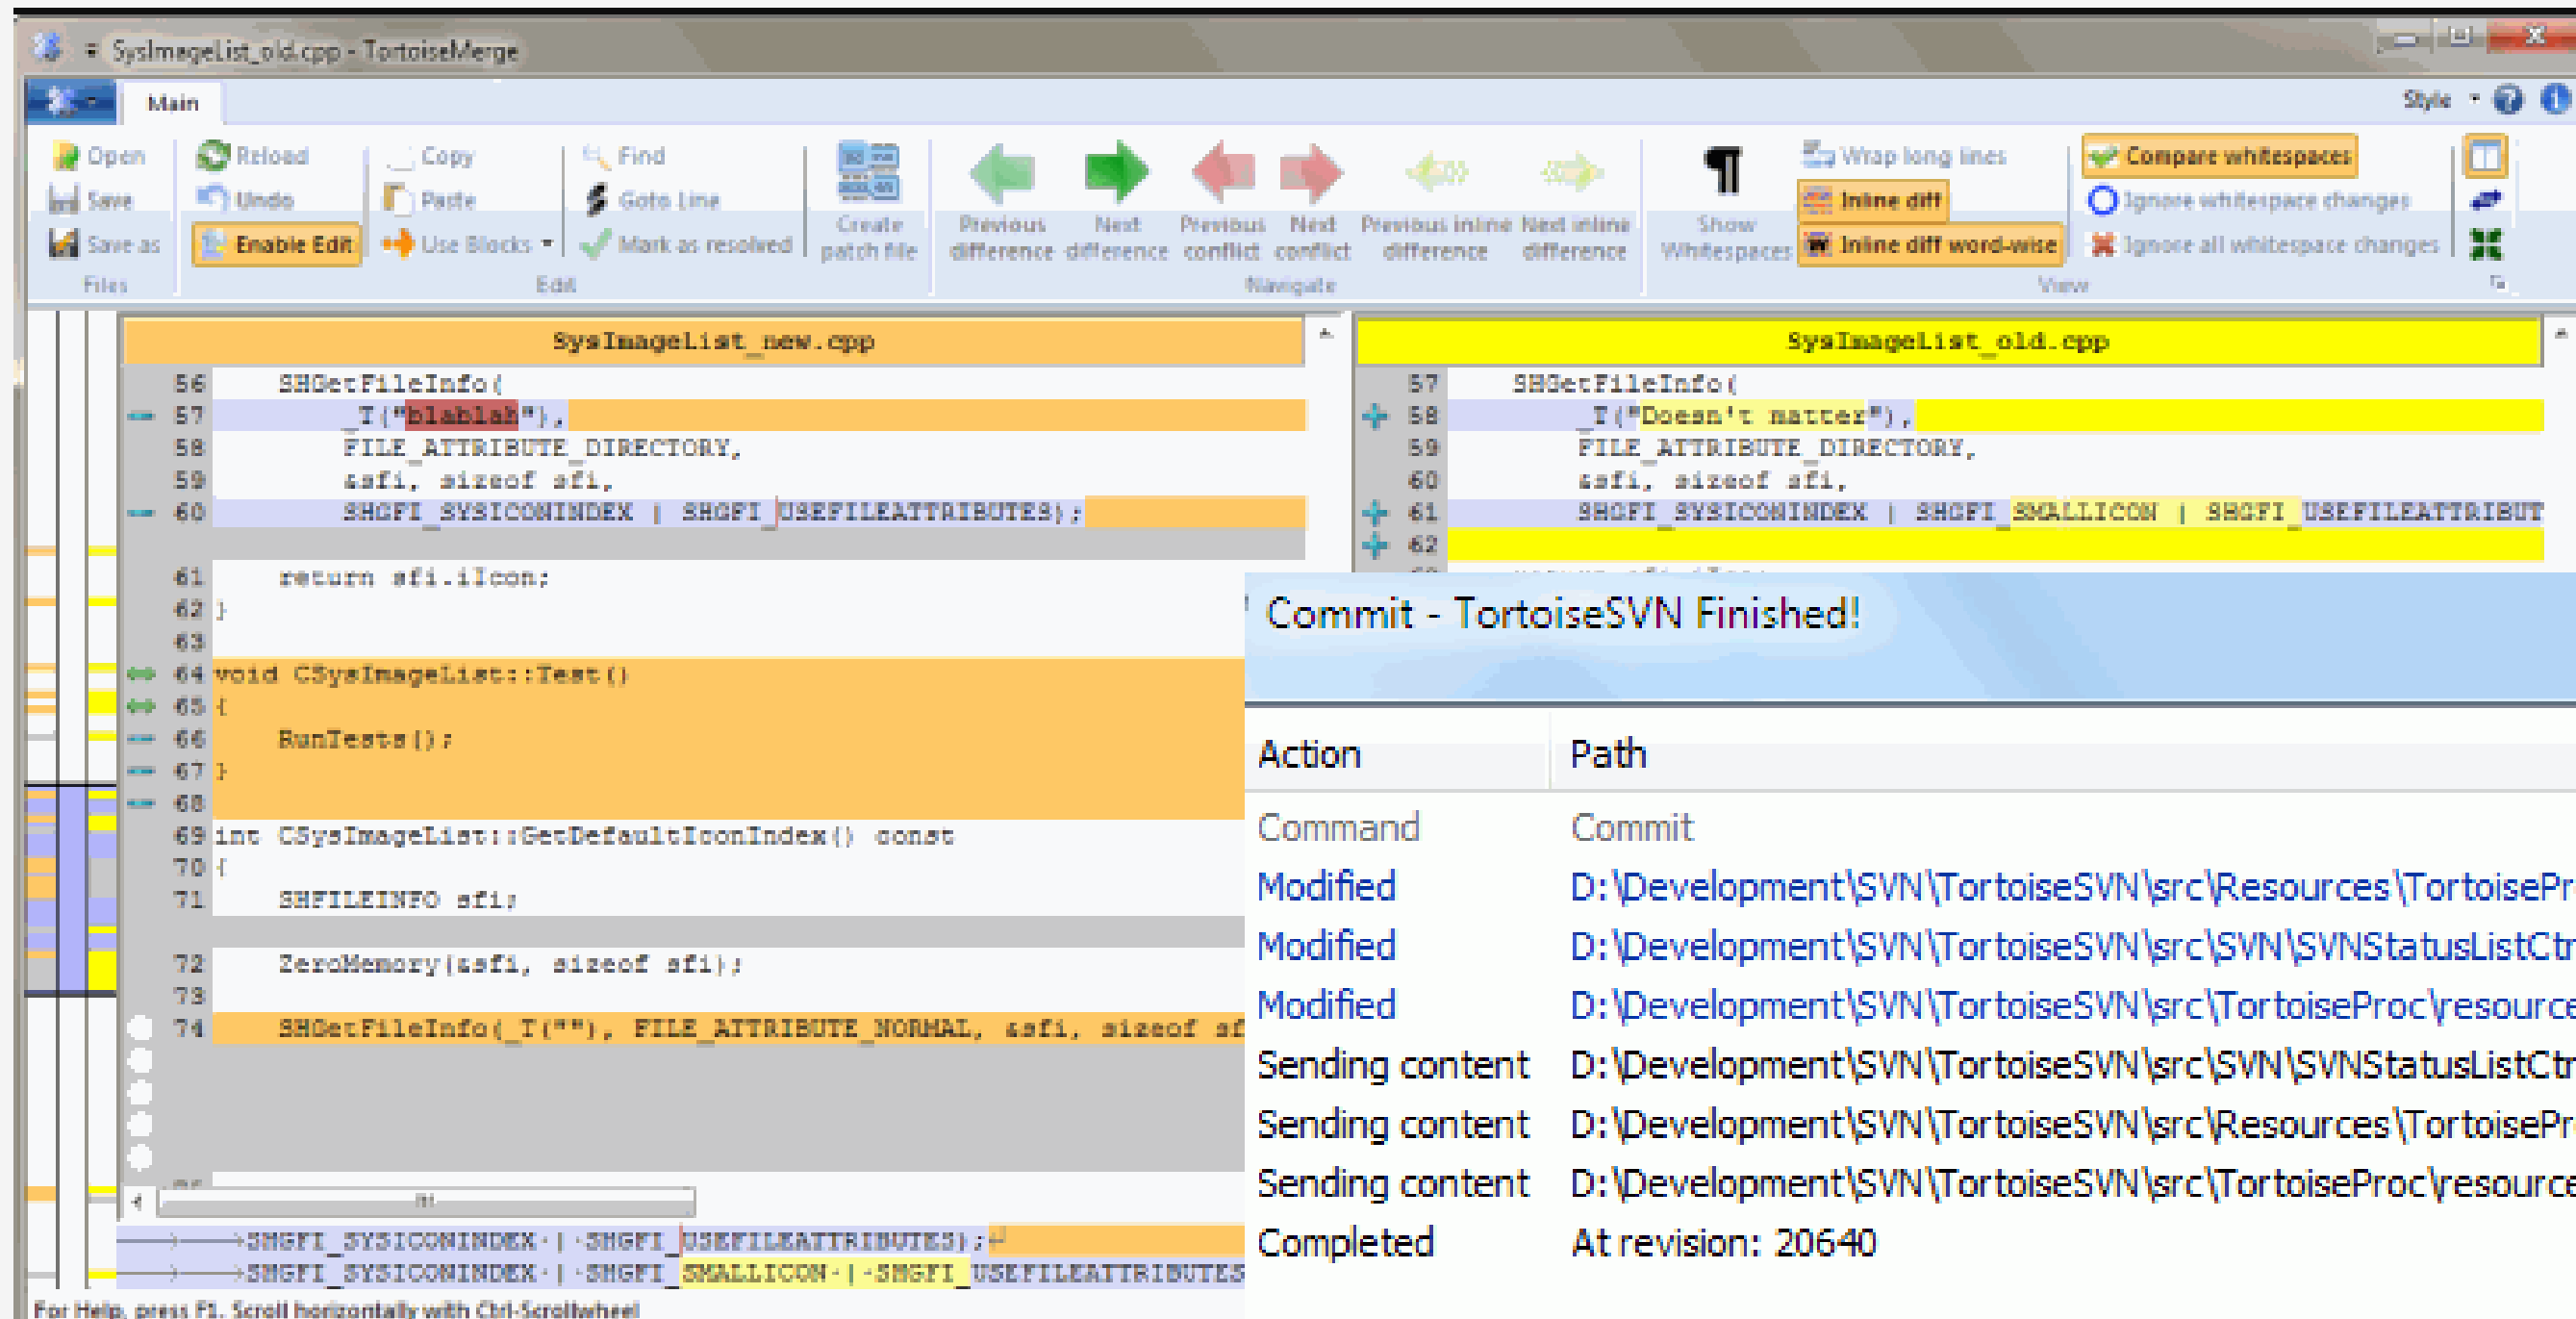 SysImageList_old.cpp - TortoiseMerge
Main
Style
Open
Save
Save as
Files
Reload
Undo
Enable Edit
Copy
Paste
Use Blocks
Find
Goto Line
Mark as resolved
Edit
Create patch file
Previous difference
Next difference
Previous conflict
Next conflict
Previous inline difference
Next inline difference
Navigate
Show Whitespaces
Wrap long lines
Inline diff
Inline diff word-wise
Compare whitespaces
Ignore whitespace changes
Ignore all whitespace changes
View
SysImageList_new.cpp
56 SHGetFileInfo(
57 _T("blablah"),
58 FILE_ATTRIBUTE_DIRECTORY,
59 &sfi, sizeof sfi,
60 SHGFI_SYSICONINDEX | SHGFI_USEFILEATTRIBUTES);
61 return sfi.iIcon;
62 }
63
64 void CSysImageList::Test()
65 {
66 RunTests();
67 }
68
69 int CSysImageList::GetDefaultIconIndex() const
70 {
71 SHFILEINFO sfi;
72 ZeroMemory(&sfi, sizeof sfi);
73
74 SHGetFileInfo(_T(""), FILE_ATTRIBUTE_NORMAL, &sfi, sizeof sf
SHGFI_SYSICONINDEX·|·SHGFI_USEFILEATTRIBUTES);
SHGFI_SYSICONINDEX·|·SHGFI_SMALLICON·|·SHGFI_USEFILEATTRIBUTES
For Help, press F1. Scroll horizontally with Ctrl-Scrollwheel
SysImageList_old.cpp
57 SHGetFileInfo(
58 _T("Doesn't matter"),
59 FILE_ATTRIBUTE_DIRECTORY,
60 &sfi, sizeof sfi,
61 SHGFI_SYSICONINDEX | SHGFI_SMALLICON | SHGFI_USEFILEATTRIBUT
62
Commit - TortoiseSVN Finished!
Action Path
Command Commit
Modified D:\Development\SVN\TortoiseSVN\src\Resources\TortoisePr
Modified D:\Development\SVN\TortoiseSVN\src\SVN\SVNStatusListCtr
Modified D:\Development\SVN\TortoiseSVN\src\TortoiseProc\resource
Sending content D:\Development\SVN\TortoiseSVN\src\SVN\SVNStatusListCtr
Sending content D:\Development\SVN\TortoiseSVN\src\Resources\TortoisePr
Sending content D:\Development\SVN\TortoiseSVN\src\TortoiseProc\resource
Completed At revision: 20640